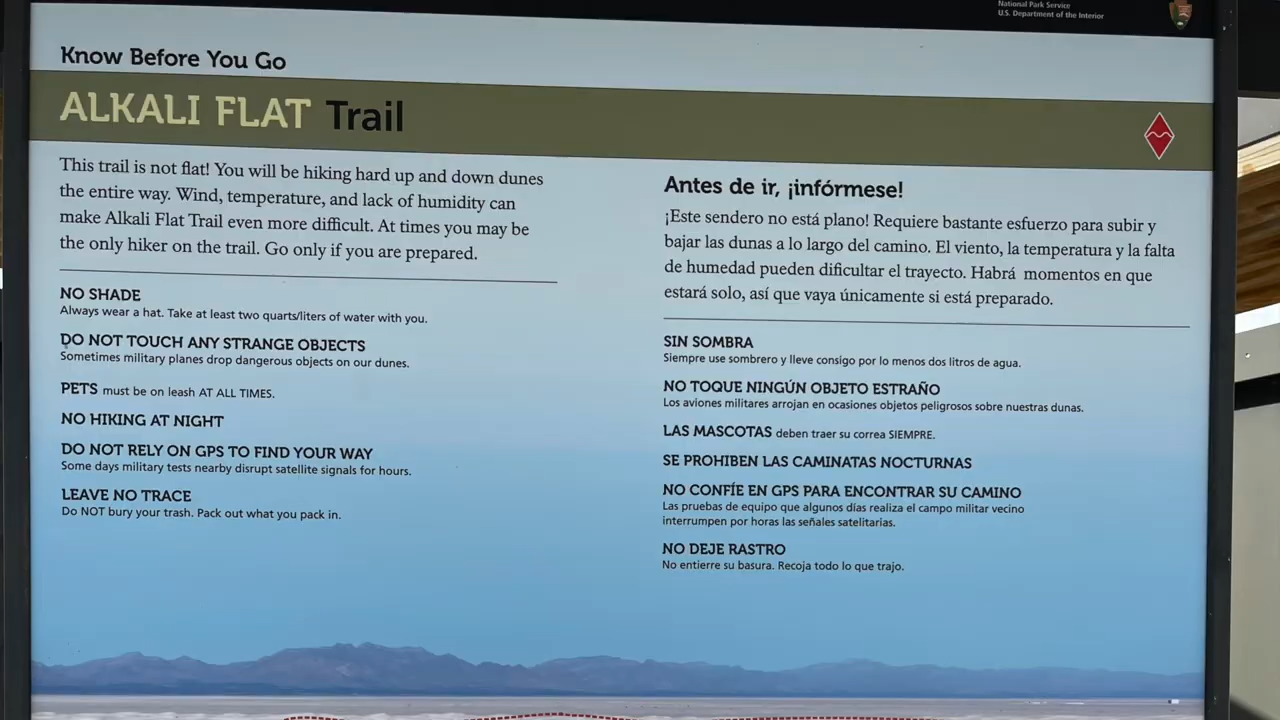 National Park Service
U.S. Department of the Interior
Know Before You Go
ALKALI FLAT Trail
This trail is not flat! You will be hiking hard up and down dunes
the entire way. Wind, temperature, and lack of humidity can
make Alkali Flat Trail even more difficult. At times you may be
the only hiker on the trail. Go only if you are prepared.
NO SHADE
Always wear a hat. Take at least two quarts/liters of water with you.
DO NOT TOUCH ANY STRANGE OBJECTS
Sometimes military planes drop dangerous objects on our dunes.
PETS must be on leash AT ALL TIMES.
NO HIKING AT NIGHT
DO NOT RELY ON GPS TO FIND YOUR WAY
Some days military tests nearby disrupt satellite signals for hours.
LEAVE NO TRACE
Do NOT bury your trash. Pack out what you pack in.
Antes de ir, ¡infórmese!
¡Este sendero no está plano! Requiere bastante esfuerzo para subir y
bajar las dunas a lo largo del camino. El viento, la temperatura y la falta
de humedad pueden dificultar el trayecto. Habrá momentos en que
estará solo, así que vaya únicamente si está preparado.
SIN SOMBRA
Siempre use sombrero y lleve consigo por lo menos dos litros de agua.
NO TOQUE NINGÚN OBJETO ESTRAÑO
Los aviones militares arrojan en ocasiones objetos peligrosos sobre nuestras dunas.
LAS MASCOTAS deben traer su correa SIEMPRE.
SE PROHIBEN LAS CAMINATAS NOCTURNAS
NO CONFÍE EN GPS PARA ENCONTRAR SU CAMINO
Las pruebas de equipo que algunos días realiza el campo militar vecino
interrumpen por horas las señales satelitarias.
NO DEJE RASTRO
No entierre su basura. Recoja todo lo que trajo.